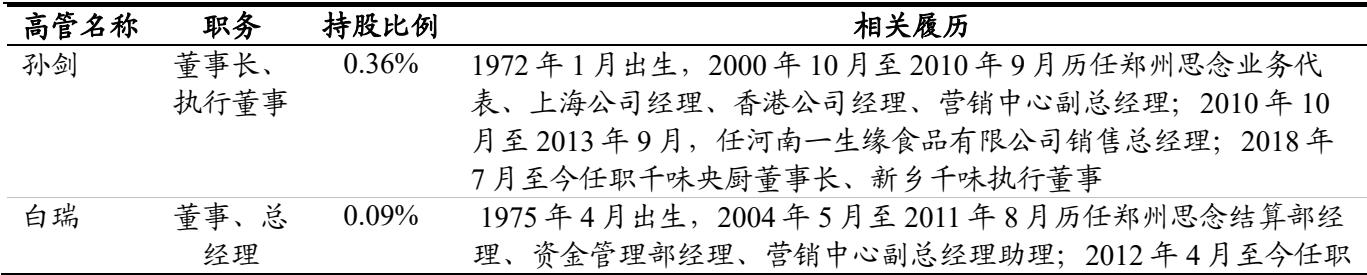 高管名称 职务 持股比例 相关履历
孙剑 董事长、 0.36% 1972 年 1 月出生，2000 年 10 月至 2010 年 9 月历任郑州思念业务代
执行董事 表、上海公司经理、香港公司经理、营销中心副总经理；2010 年 10
月至 2013 年 9 月，任河南一生缘食品有限公司销售总经理；2018 年
7 月至今任职千味央厨董事长、新乡千味执行董事
白瑞 董事、总 0.09% 1975 年 4 月出生，2004 年 5 月至 2011 年 8 月历任郑州思念结算部经
经理 理、资金管理部经理、营销中心副总经理助理；2012 年 4 月至今任职